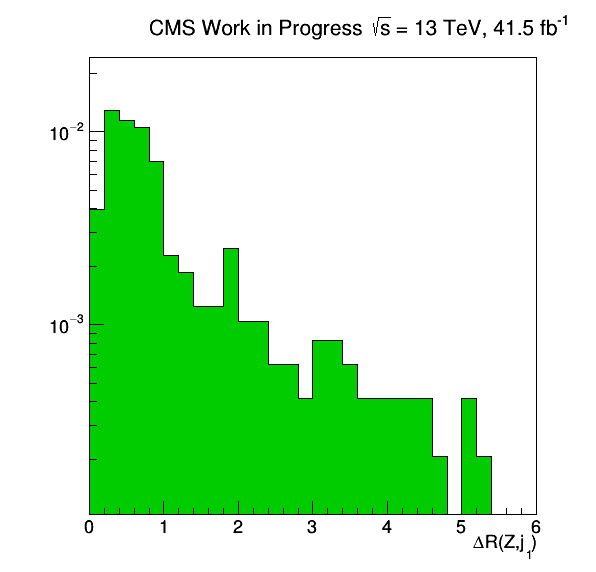 CMS Work in Progress √s = 13 TeV, 41.5 fb⁻¹
10⁻²
10⁻³
0 1 2 3 4 5 6
ΔR(Z,j₁)